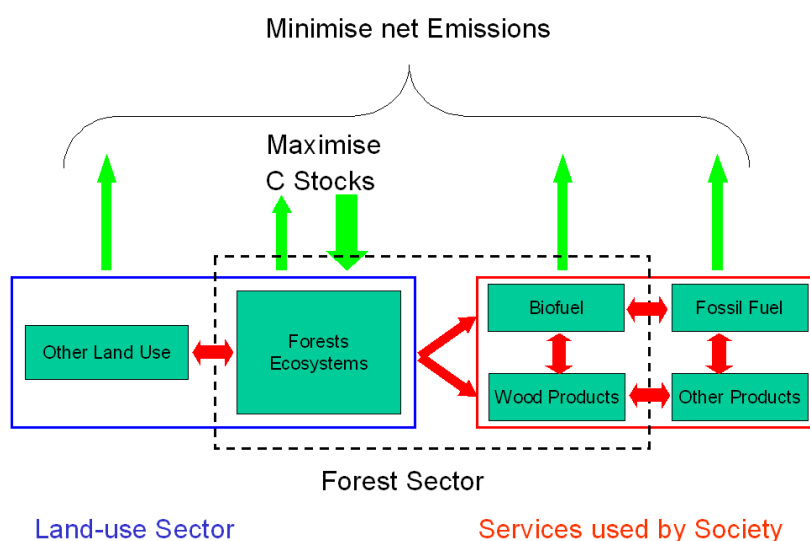 Minimise net Emissions
Maximise
C Stocks
Other Land Use
Forests
Ecosystems
Biofuel
Fossil Fuel
Wood Products
Other Products
Forest Sector
Land-use Sector
Services used by Society